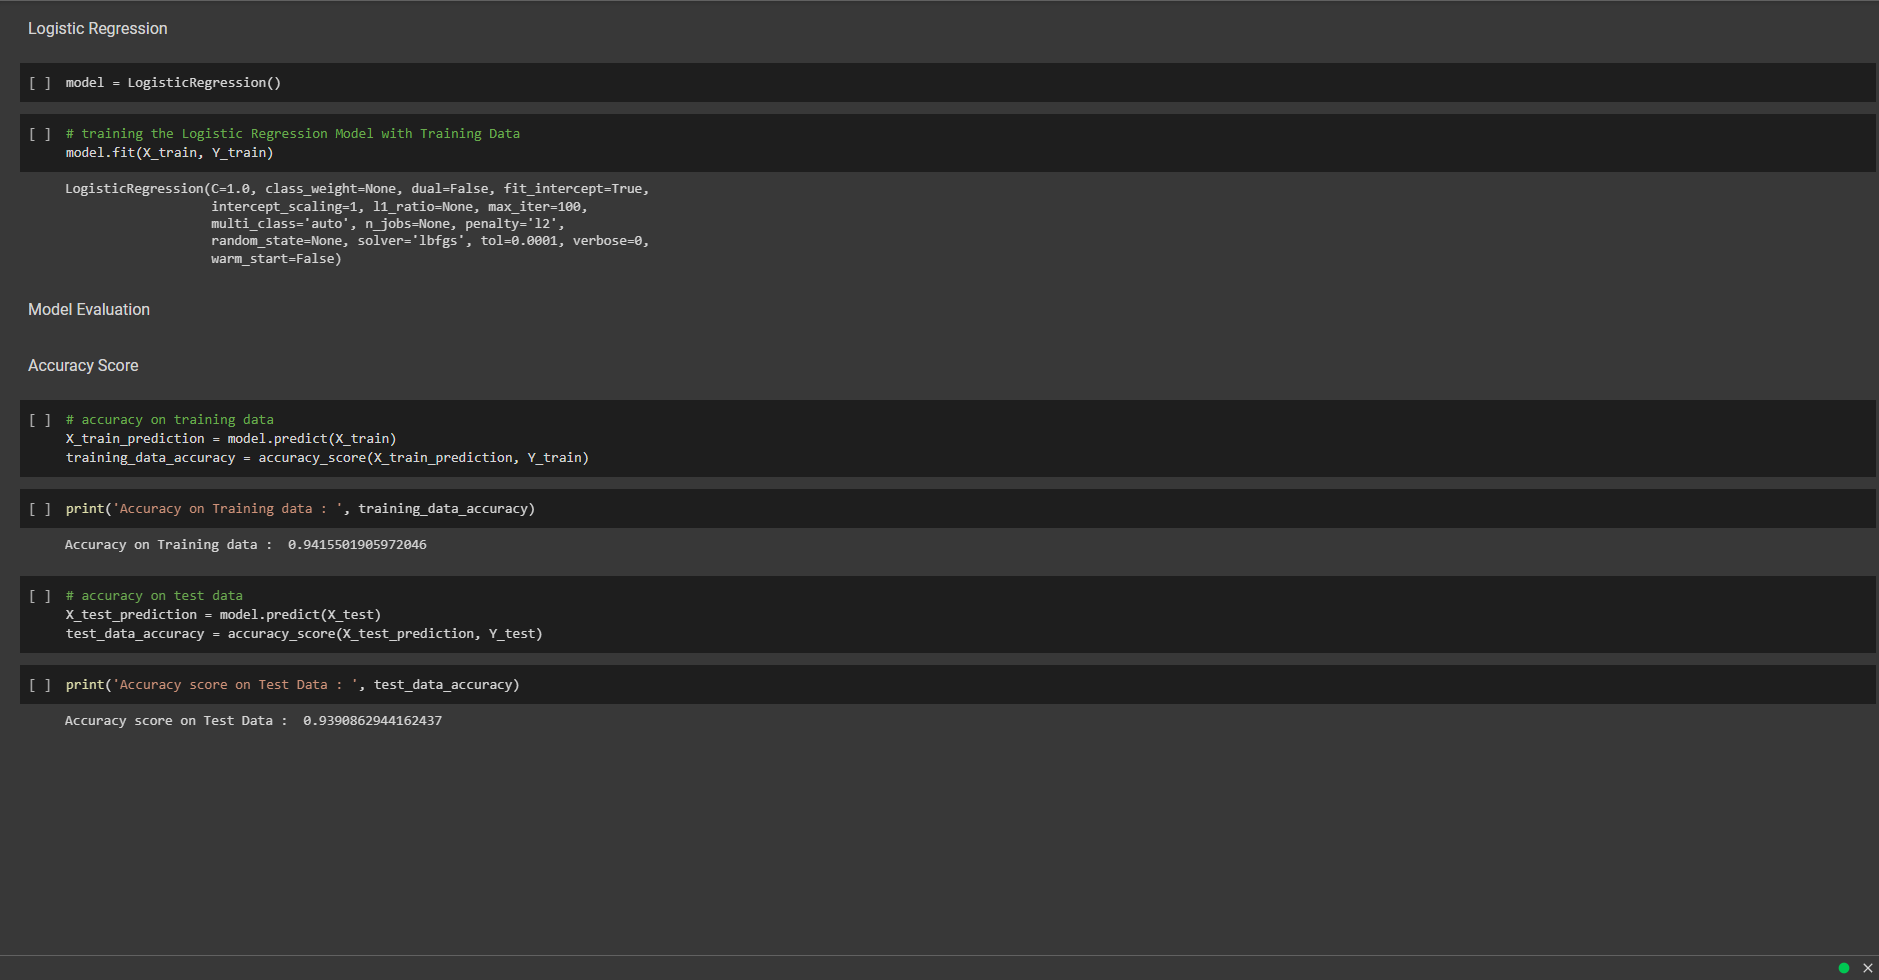 Logistic Regression
[ ] model = LogisticRegression()
[ ] # training the Logistic Regression Model with Training Data
model.fit(X_train, Y_train)
LogisticRegression(C=1.0, class_weight=None, dual=False, fit_intercept=True,
intercept_scaling=1, l1_ratio=None, max_iter=100,
multi_class='auto', n_jobs=None, penalty='l2',
random_state=None, solver='lbfgs', tol=0.0001, verbose=0,
warm_start=False)
Model Evaluation
Accuracy Score
[ ] # accuracy on training data
X_train_prediction = model.predict(X_train)
training_data_accuracy = accuracy_score(X_train_prediction, Y_train)
[ ] print('Accuracy on Training data : ', training_data_accuracy)
Accuracy on Training data :  0.9415501905972046
[ ] # accuracy on test data
X_test_prediction = model.predict(X_test)
test_data_accuracy = accuracy_score(X_test_prediction, Y_test)
[ ] print('Accuracy score on Test Data : ', test_data_accuracy)
Accuracy score on Test Data :  0.9390862944162437